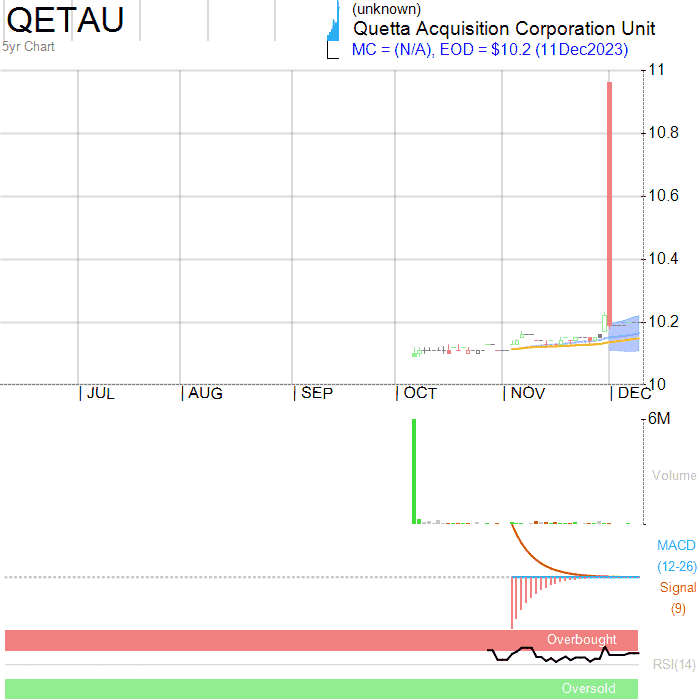 QETAU
(unknown)
Quetta Acquisition Corporation Unit
5yr Chart
MC = (N/A), EOD = $10.2 (11Dec2023)
11
10.8
10.6
10.4
10.2
10
JUL AUG SEP OCT NOV DEC
6M
Volume
MACD
(12-26)
Signal
(9)
Overbought
RSI(14)
Oversold